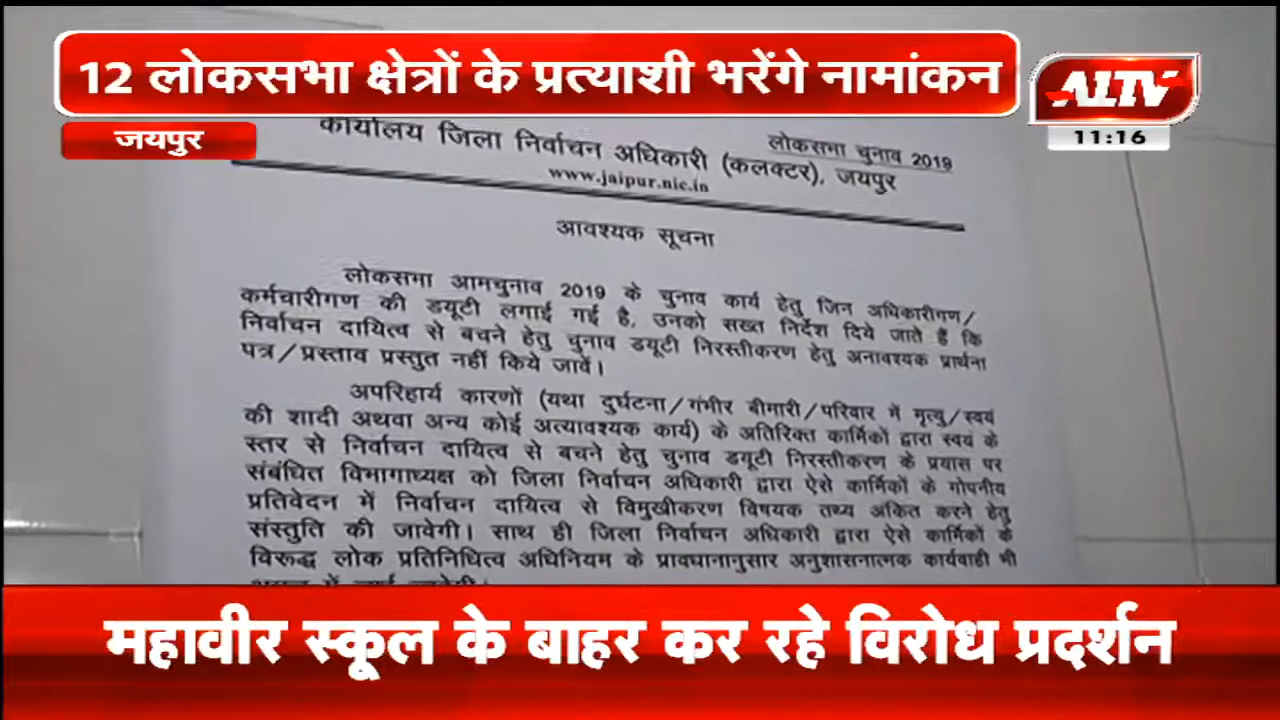 12 लोकसभा क्षेत्रों के प्रत्याशी भरेंगे नामांकन
ALTV
11:16
जयपुर
लोकसभा चुनाव 2019
कार्यालय जिला निर्वाचन अधिकारी (कलक्टर), जयपुर
www.jaipur.nic.in
आवश्यक सूचना
लोकसभा आमचुनाव 2019 के चुनाव कार्य हेतु जिन अधिकारीगण/
कर्मचारीगण की डयूटी लगाई गई है, उनको सख्त निर्देश दिये जाते हैं कि
निर्वाचन दायित्व से बचने हेतु चुनाव डयूटी निरस्तीकरण हेतु अनावश्यक प्रार्थना
पत्र/प्रस्ताव प्रस्तुत नहीं किये जावें।
अपरिहार्य कारणों (यथा दुर्घटना/गंभीर बीमारी/परिवार में मृत्यु/स्वयं
की शादी अथवा अन्य कोई अत्यावश्यक कार्य) के अतिरिक्त कार्मिकों द्वारा स्वयं के
स्तर से निर्वाचन दायित्व से बचने हेतु चुनाव डयूटी निरस्तीकरण के प्रयास पर
संबंधित विभागाध्यक्ष को जिला निर्वाचन अधिकारी द्वारा ऐसे कार्मिकों के गोपनीय
प्रतिवेदन में निर्वाचन दायित्व से विमुखीकरण विषयक तथ्य अंकित करने हेतु
संस्तुति की जावेगी। साथ ही जिला निर्वाचन अधिकारी द्वारा ऐसे कार्मिकों के
विरूद्ध लोक प्रतिनिधित्व अधिनियम के प्रावधानानुसार अनुशासनात्मक कार्यवाही भी
महावीर स्कूल के बाहर कर रहे विरोध प्रदर्शन